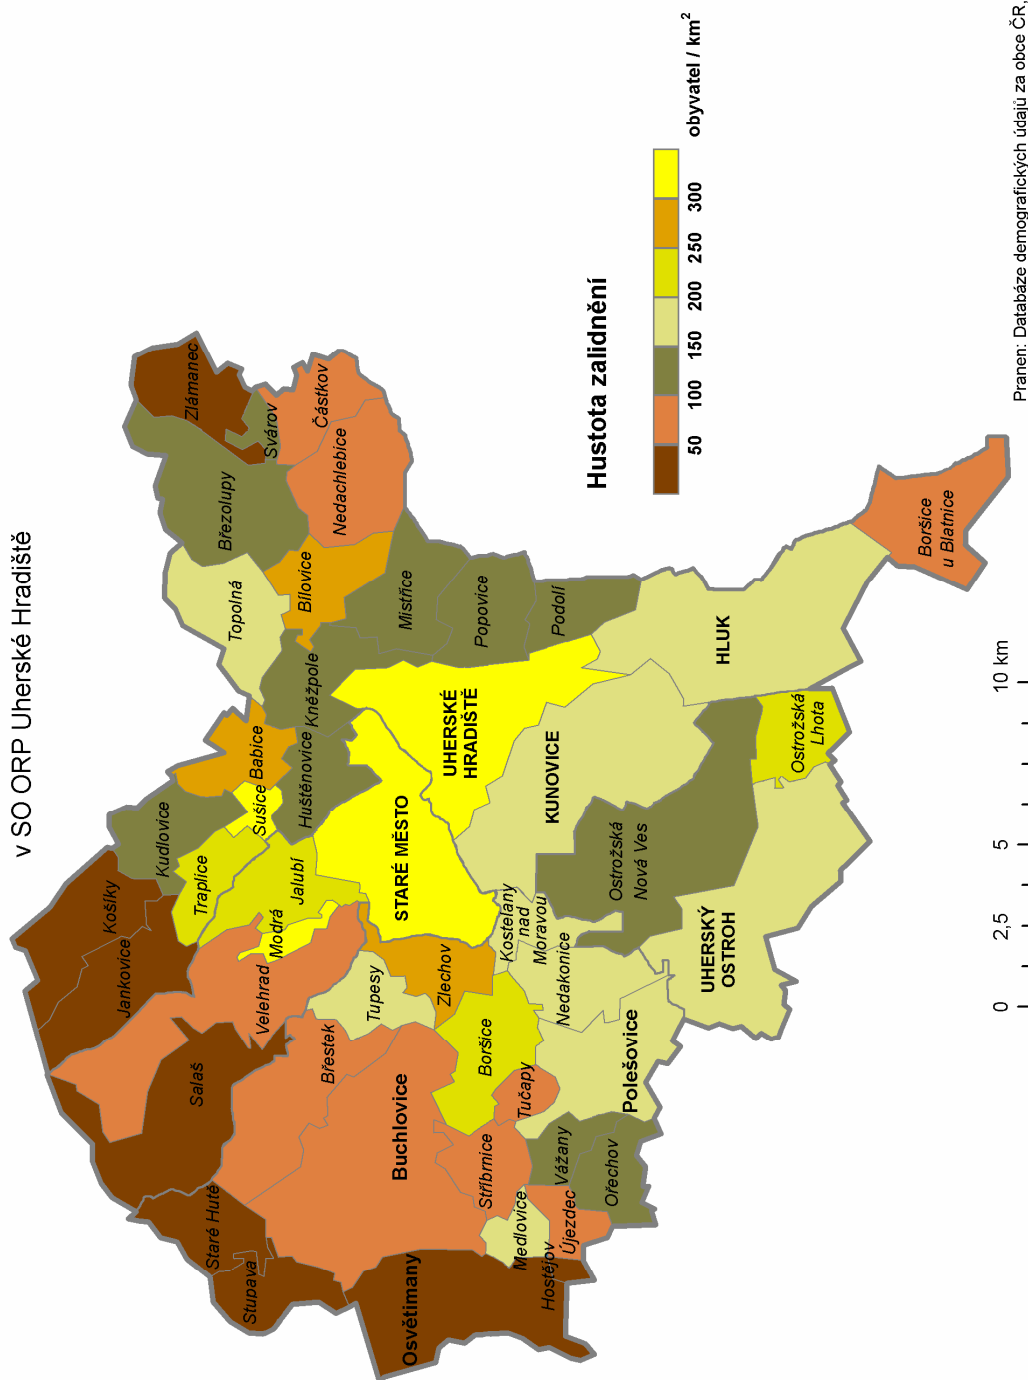 v SO ORP Uherské Hradiště
Zlámanec
Svárov
Částkov
Nedachlebice
Březolupy
Topolná
Bílovice
Mistřice
Popovice
Podolí
Kněžpole
Babice
Sušice
Huštěnovice
Kudlovice
Traplice
Jalubí
Modrá
Košíky
Jankovice
Velehrad
Salaš
Staré Hutě
Stupava
Břestek
Tupesy
Zlechov
Buchlovice
Boršice
Tučapy
Stříbrnice
Medlovice
Osvětimany
Hostějov
Újezdec
Vážany
Ořechov
Polešovice
Nedakonice
Kostelany
nad
Moravou
STARÉ MĚSTO
UHERSKÉ
HRADIŠTĚ
KUNOVICE
Ostrožská
Nová Ves
UHERSKÝ
OSTROH
Ostrožská
Lhota
HLUK
Boršice
u Blatnice
Hustota zalidnění
50 100 150 200 250 300 obyvatel / km²
0 2,5 5 10 km
Pranen: Databáze demografických údajů za obce ČR,